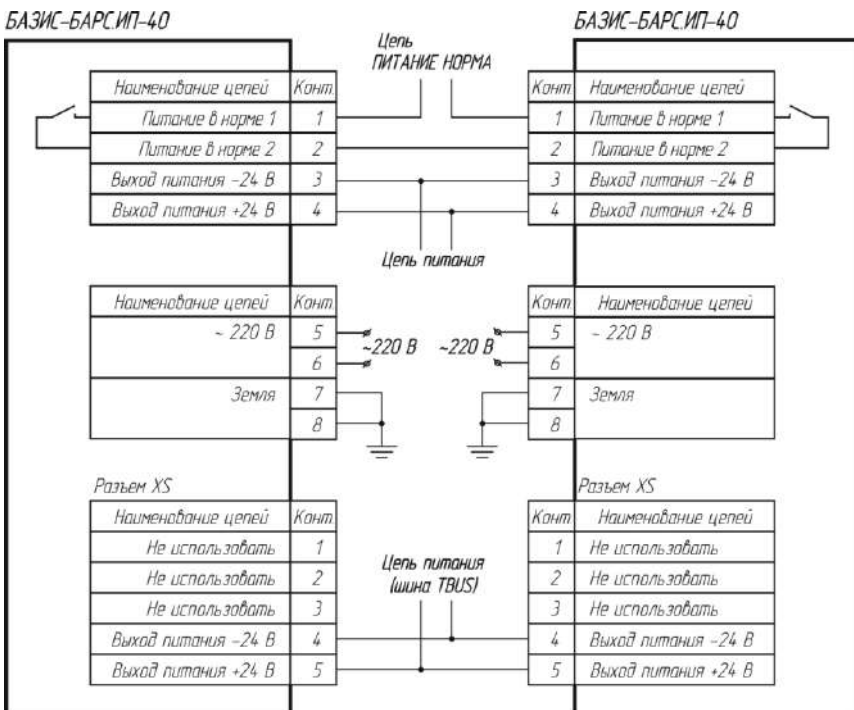 БАЗИС-БАРС.ИП-40
БАЗИС-БАРС.ИП-40
Цепь
ПИТАНИЕ НОРМА
Наименование цепей Конт.
Питание в норме 1 1
Питание в норме 2 2
Выход питания -24 В 3
Выход питания +24 В 4
Конт. Наименование цепей
1 Питание в норме 1
2 Питание в норме 2
3 Выход питания -24 В
4 Выход питания +24 В
Цепь питания
Наименование цепей Конт.
~ 220 В 5
6
Земля 7
8
~220 В ~220 В
Конт. Наименование цепей
5 ~ 220 В
6
7 Земля
8
Разъем XS
Наименование цепей Конт.
Не использовать 1
Не использовать 2
Не использовать 3
Выход питания -24 В 4
Выход питания +24 В 5
Цепь питания
(шина TBUS)
Разъем XS
Конт. Наименование цепей
1 Не использовать
2 Не использовать
3 Не использовать
4 Выход питания -24 В
5 Выход питания +24 В